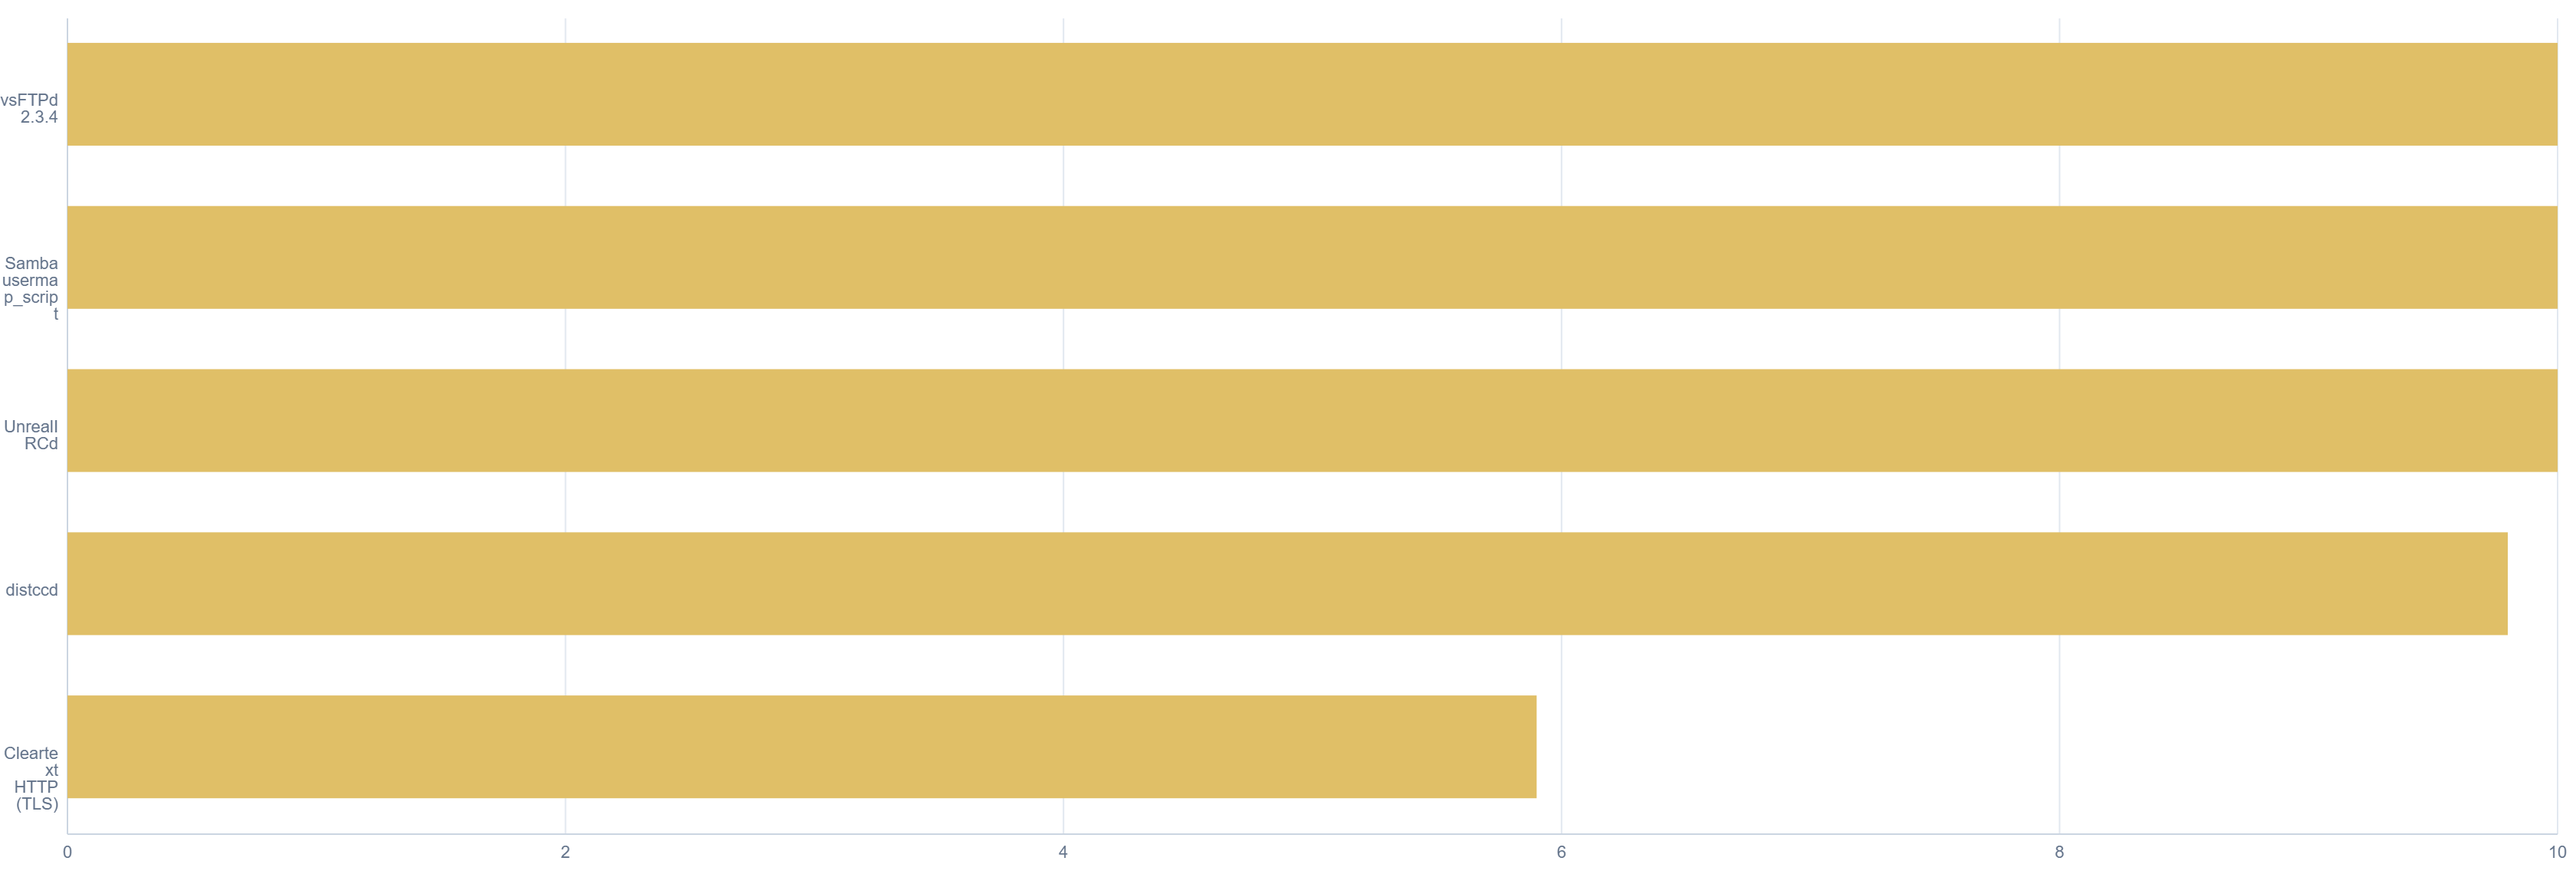 vsFTPd
2.3.4
Samba
userma
p_scrip
t
UnrealI
RCd
distccd
Clearte
xt
HTTP
(TLS)
0 2 4 6 8 10